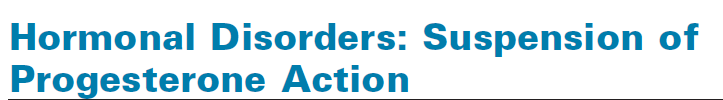 Hormonal Disorders: Suspension of
Progesterone Action